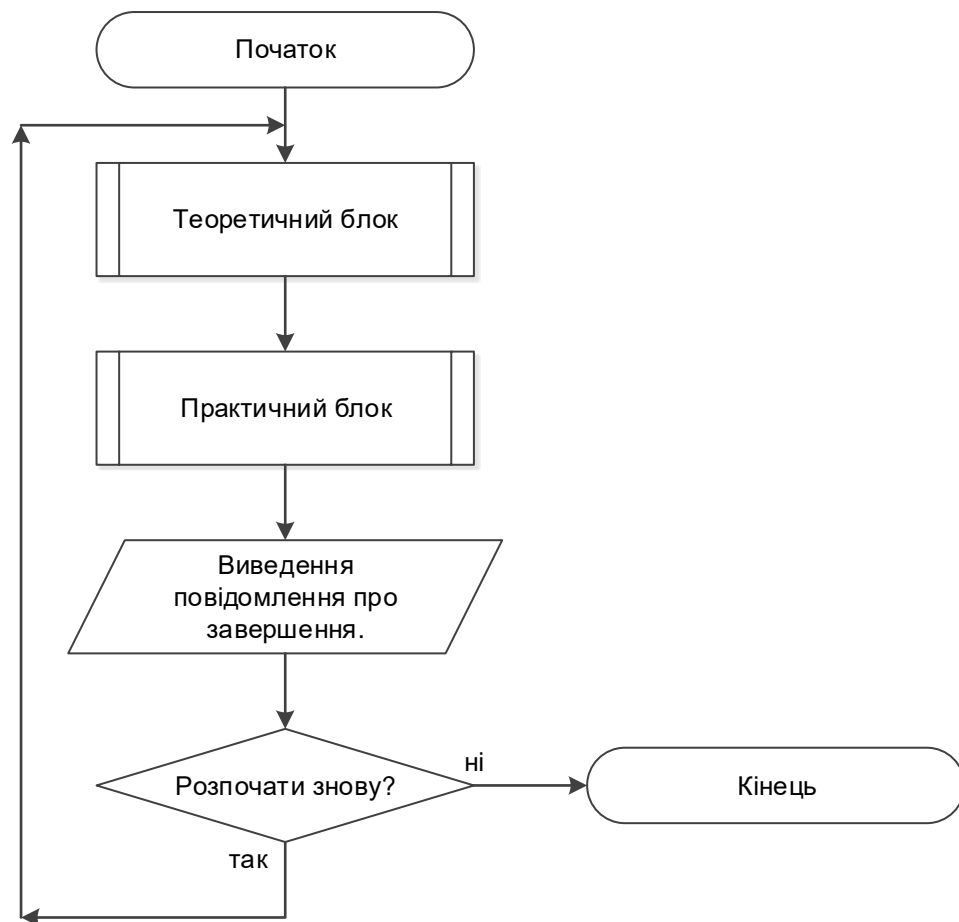 Початок
Теоретичний блок
Практичний блок
Виведення
повідомлення про
завершення.
Розпочати знову?
ні
Кінець
так